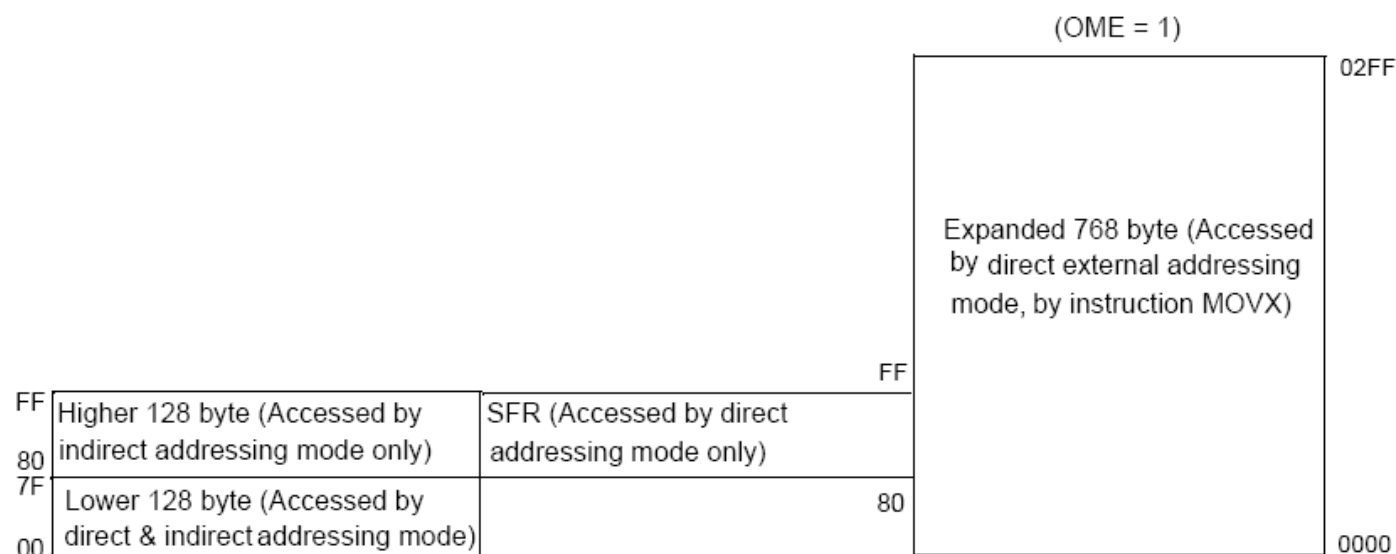 (OME = 1)
02FF
Expanded 768 byte (Accessed
by direct external addressing
mode, by instruction MOVX)
FF
FF
Higher 128 byte (Accessed by
indirect addressing mode only)
SFR (Accessed by direct
addressing mode only)
80
7F
Lower 128 byte (Accessed by
direct & indirect addressing mode)
80
00
0000